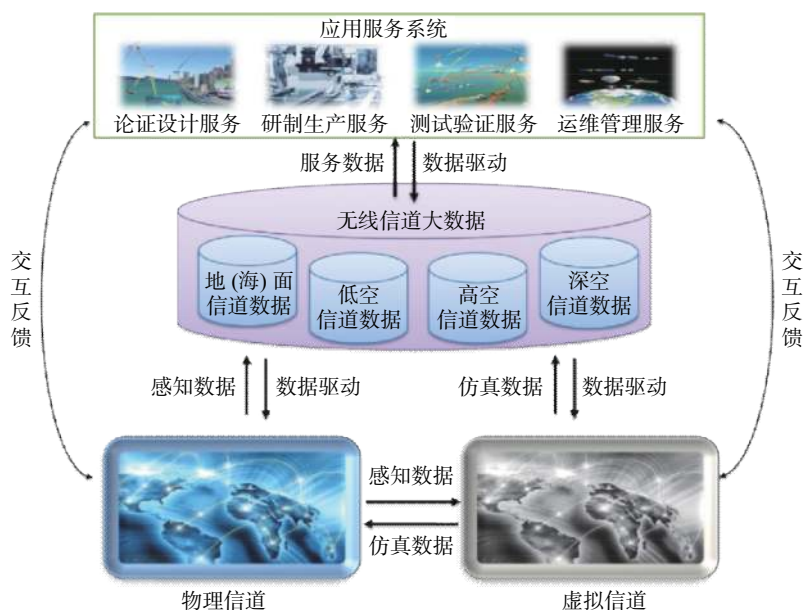 应用服务系统
论证设计服务 研制生产服务 测试验证服务 运维管理服务
服务数据 数据驱动
无线信道大数据
地 (海) 面
信道数据
低空
信道数据
高空
信道数据
深空
信道数据
交互反馈
交互反馈
感知数据 数据驱动 仿真数据 数据驱动
感知数据
仿真数据
物理信道 虚拟信道